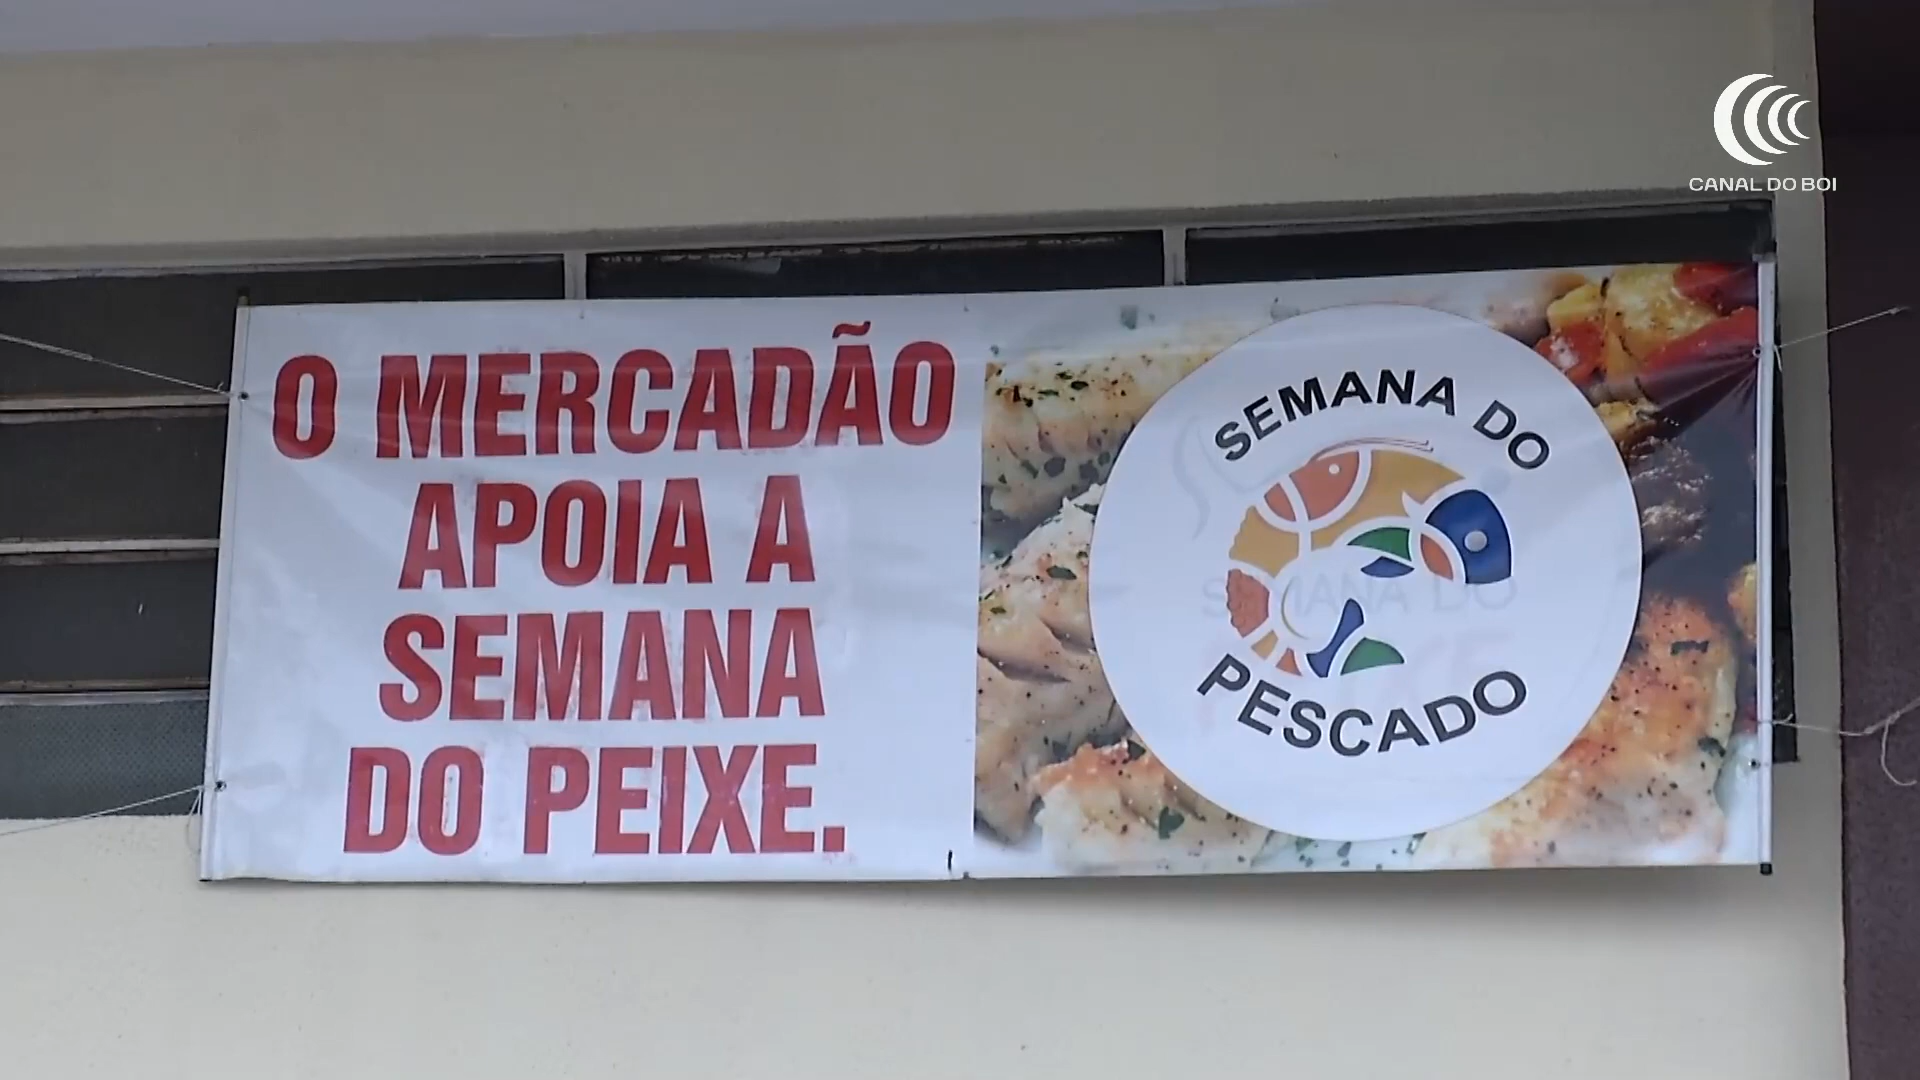 CANAL DO BOI
O MERCADÃO
APOIA A
SEMANA
DO PEIXE.
SEMANA DO
PESCADO